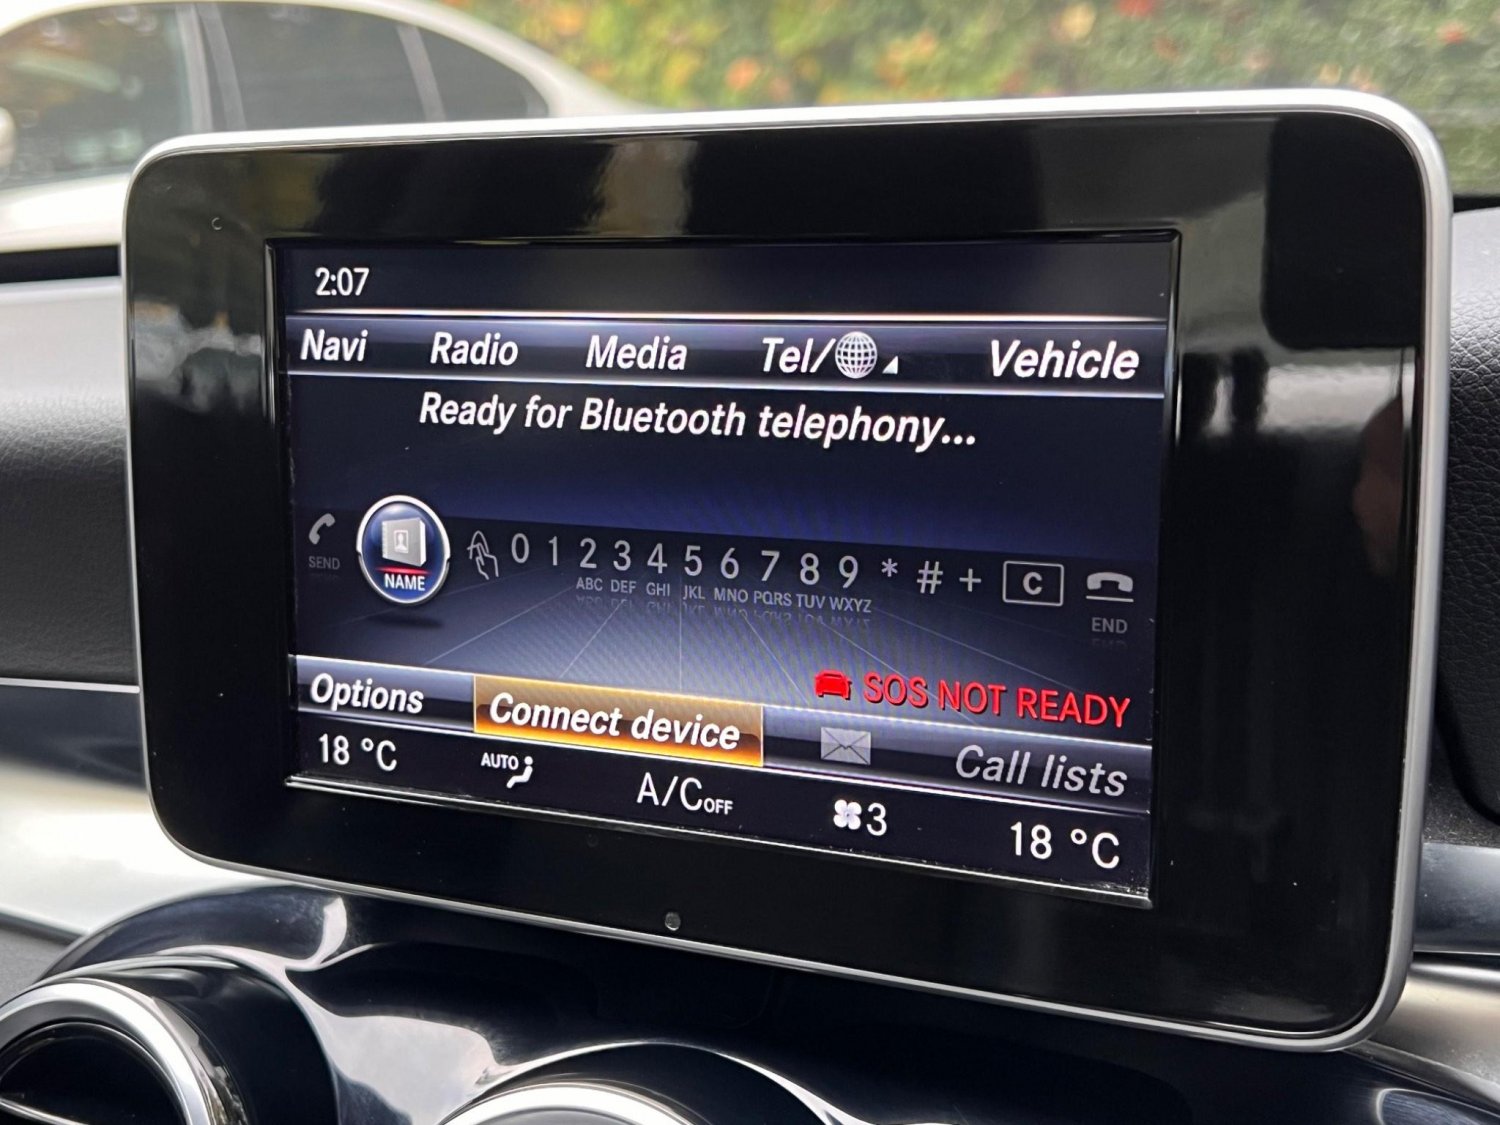 2:07
Navi Radio Media Tel/ Vehicle
Ready for Bluetooth telephony...
SEND NAME 0 1 2 3 4 5 6 7 8 9 * # + C END
ABC DEF GHI JKL MNO PQRS TUV WXYZ
SOS NOT READY
Options Connect device Call lists
18 °C AUTO A/C OFF 3 18 °C